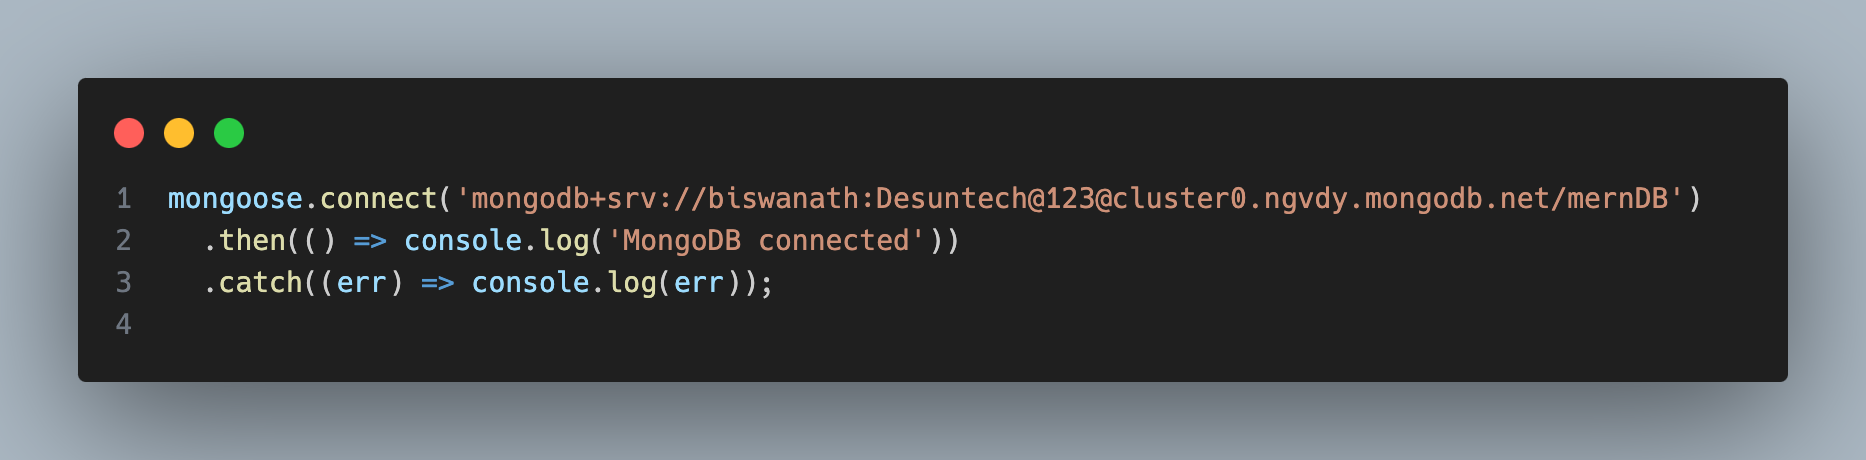 1 mongoose.connect('mongodb+srv://biswanath:Desuntech@123@cluster0.ngvdy.mongodb.net/mernDB')
2   .then(() => console.log('MongoDB connected'))
3   .catch((err) => console.log(err));
4